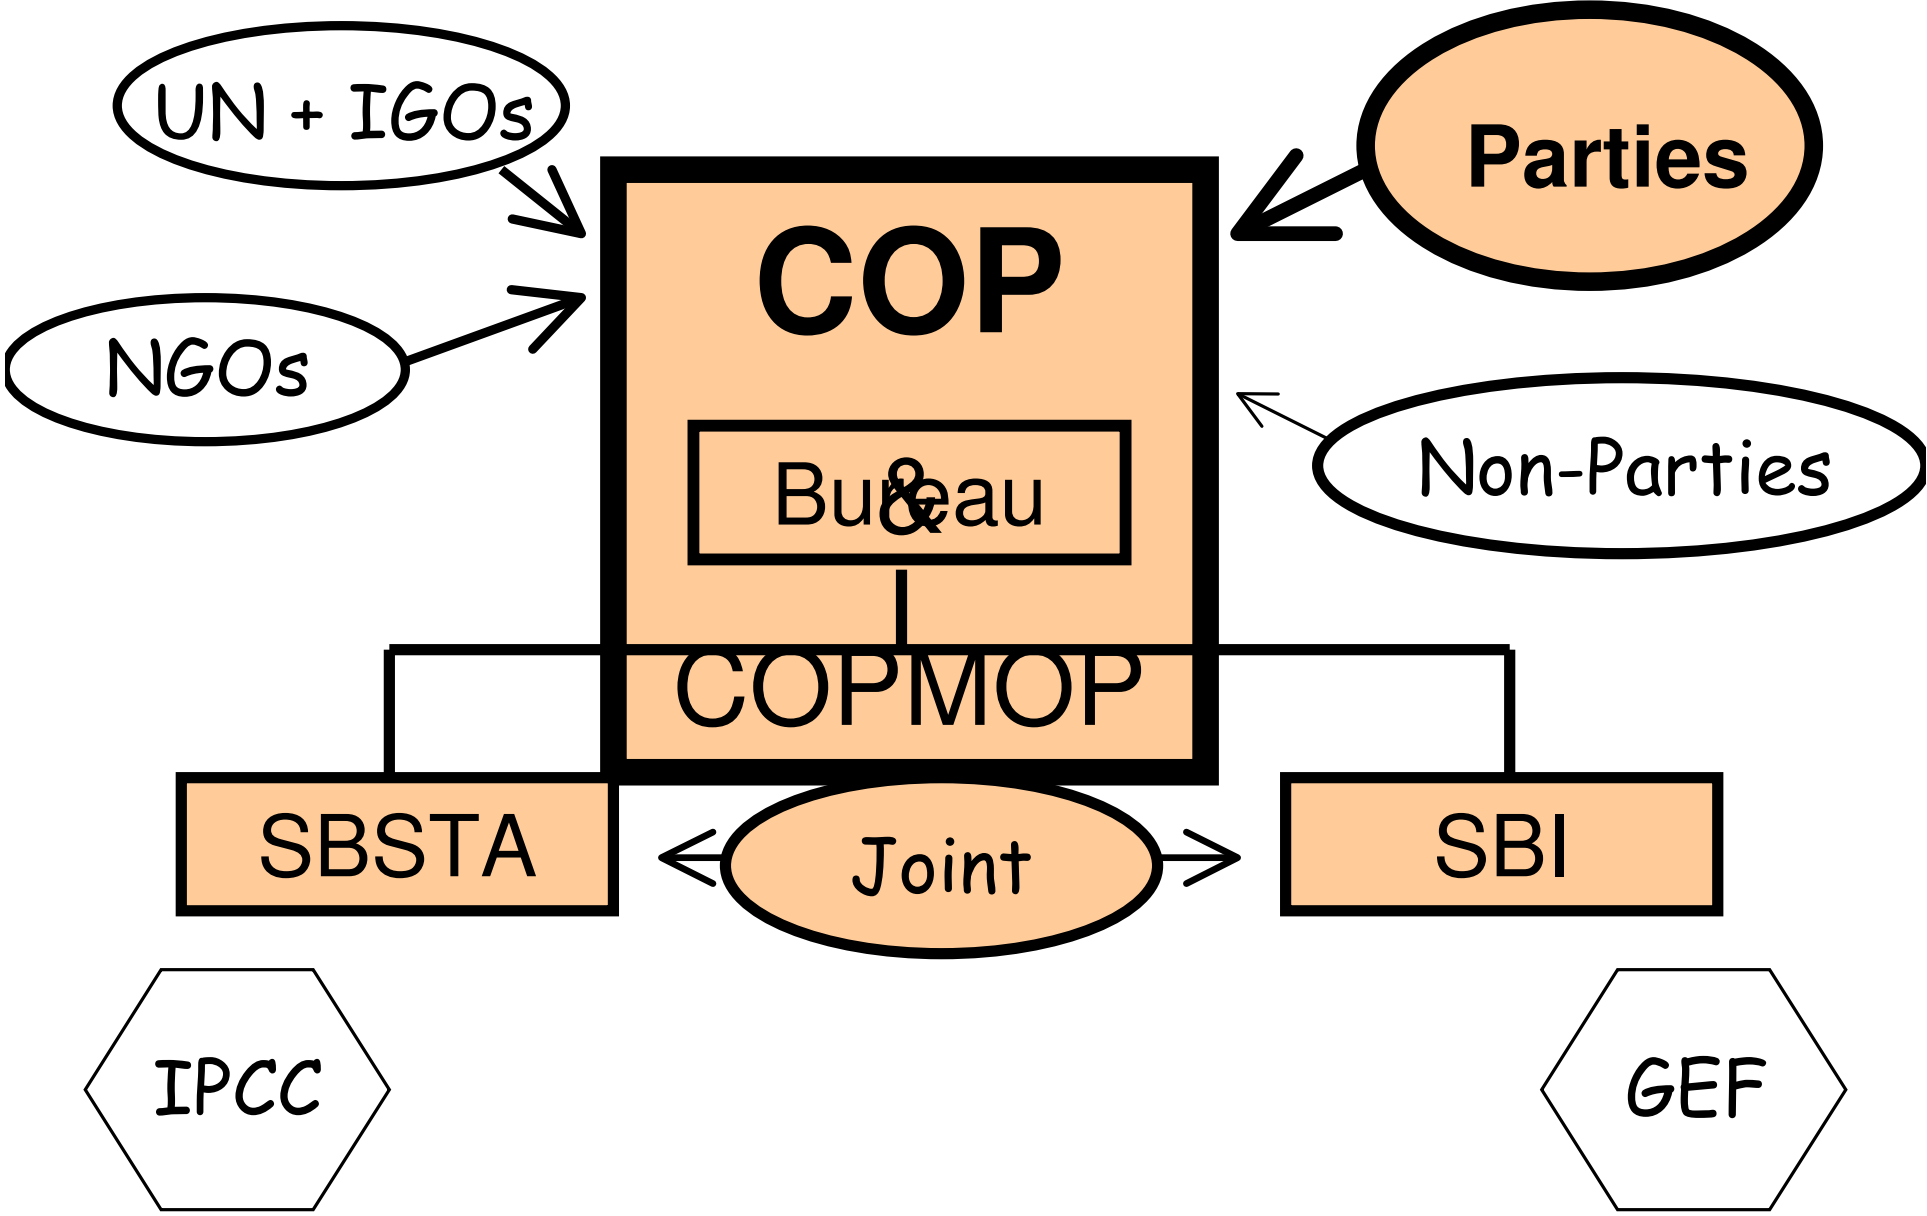 UN + IGOs
Parties
COP
NGOs
Non-Parties
Bureau
&
COPMOP
SBSTA
Joint
SBI
IPCC
GEF